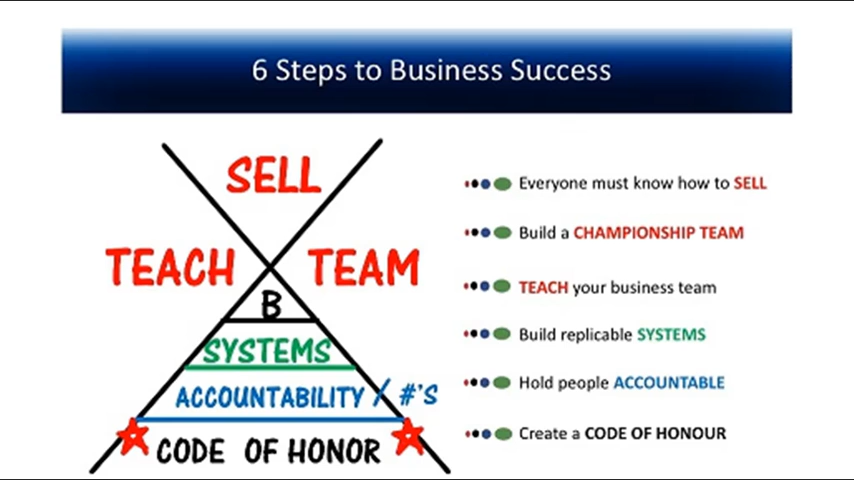 6 Steps to Business Success
SELL
TEACH TEAM
B
SYSTEMS
ACCOUNTABILITY / #'S
CODE OF HONOR
Everyone must know how to SELL
Build a CHAMPIONSHIP TEAM
TEACH your business team
Build replicable SYSTEMS
Hold people ACCOUNTABLE
Create a CODE OF HONOUR